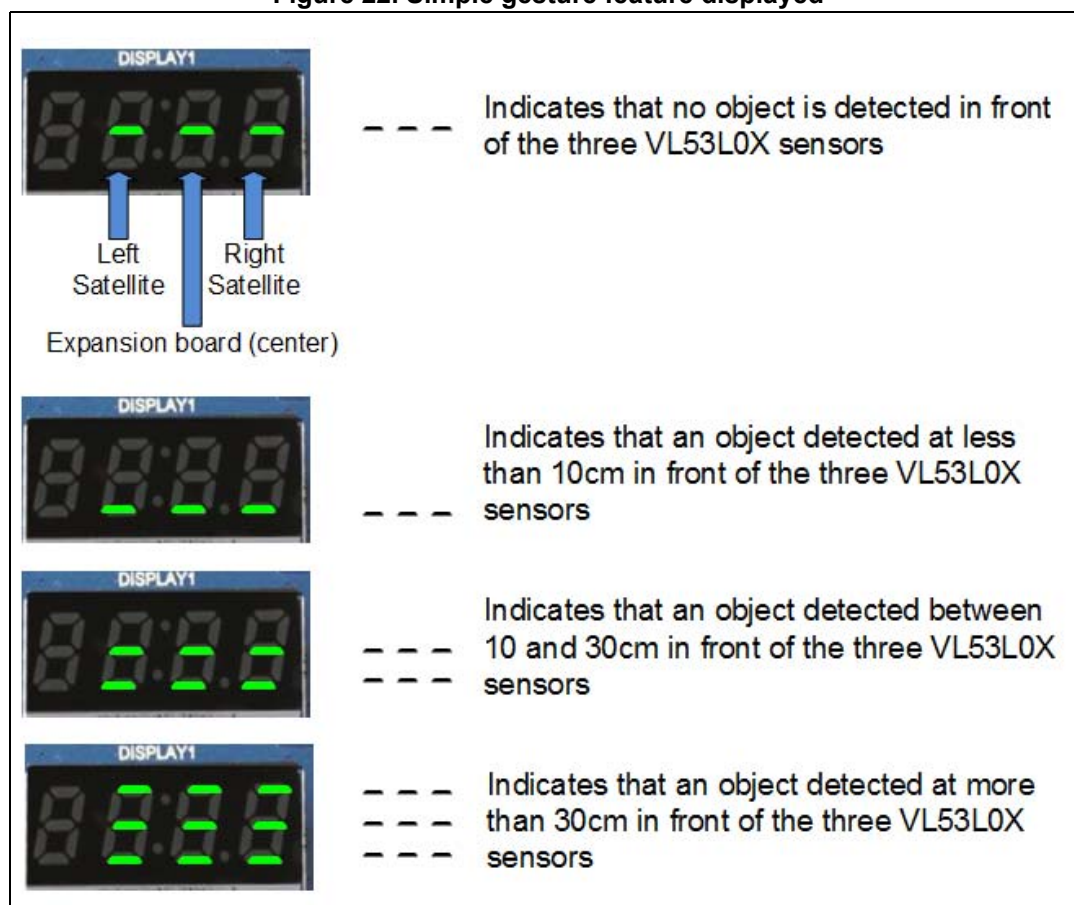 Figure 22. Simple gesture feature displayed
DISPLAY1
Indicates that no object is detected in front
of the three VL53L0X sensors
Left
Satellite
Right
Satellite
Expansion board (center)
DISPLAY1
Indicates that an object detected at less
than 10cm in front of the three VL53L0X
sensors
DISPLAY1
Indicates that an object detected between
10 and 30cm in front of the three VL53L0X
sensors
DISPLAY1
Indicates that an object detected at more
than 30cm in front of the three VL53L0X
sensors